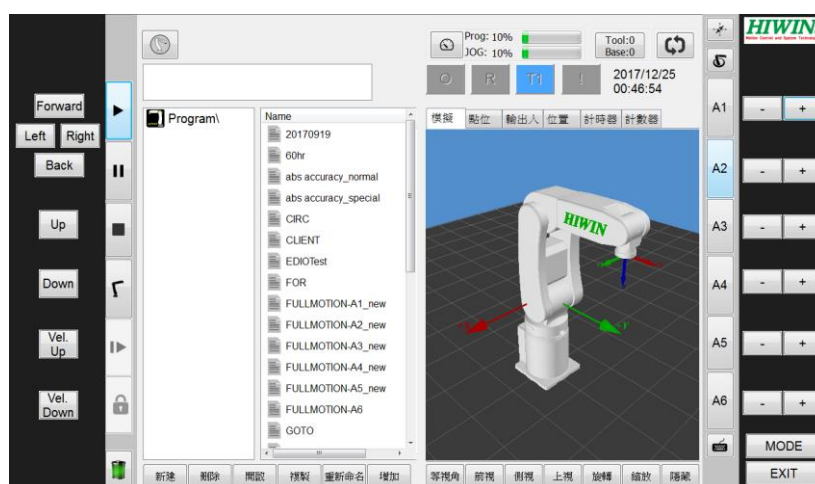 Prog: 10%
JOG: 10%
Tool:0
Base:0
HIWIN
O
R
T1
!
2017/12/25
00:46:54
Forward
Left
Right
Back
Up
Down
Vel.
Up
Vel.
Down
Program\
Name
20170919
60hr
abs accuracy_normal
abs accuracy_special
CIRC
CLIENT
EDIOTest
FOR
FULLMOTION-A1_new
FULLMOTION-A2_new
FULLMOTION-A3_new
FULLMOTION-A4_new
FULLMOTION-A5_new
FULLMOTION-A6
GOTO
模擬
點位
輸出入
位置
計時器
計數器
HIWIN
+Y
A1
- +
A2
- +
A3
- +
A4
- +
A5
- +
A6
- +
MODE
EXIT
新建
刪除
開啟
複製
重新命名
增加
等視角
前視
側視
上視
旋轉
縮放
隱藏